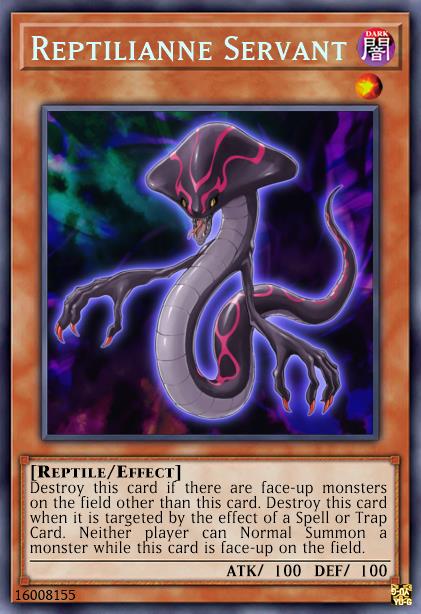 Reptilianne Servant
DARK
闇
[Reptile/Effect]
Destroy this card if there are face-up monsters
on the field other than this card. Destroy this card
when it is targeted by the effect of a Spell or Trap
Card. Neither player can Normal Summon a
monster while this card is face-up on the field.
ATK/ 100 DEF/ 100
16008155